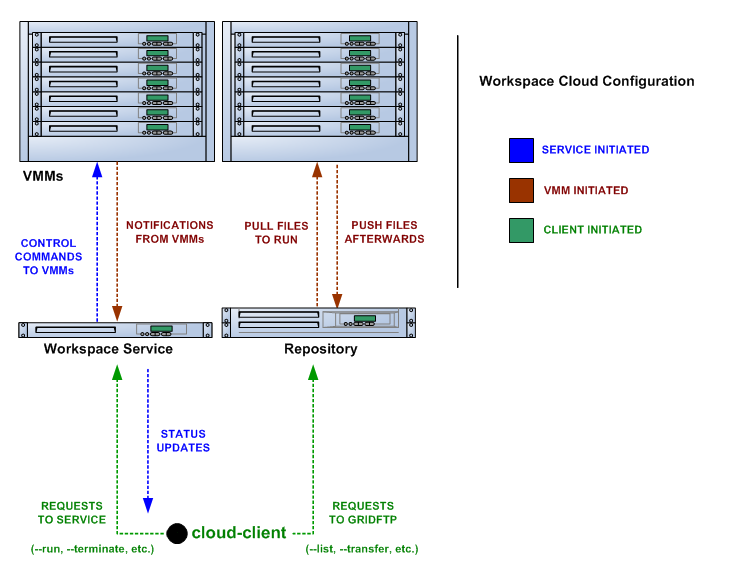 VMMs
CONTROL
COMMANDS
TO VMMs
NOTIFICATIONS
FROM VMMs
PULL FILES
TO RUN
PUSH FILES
AFTERWARDS
Workspace Service
Repository
STATUS
UPDATES
REQUESTS
TO SERVICE
(--run, --terminate, etc.)
cloud-client
REQUESTS
TO GRIDFTP
(--list, --transfer, etc.)
Workspace Cloud Configuration
SERVICE INITIATED
VMM INITIATED
CLIENT INITIATED